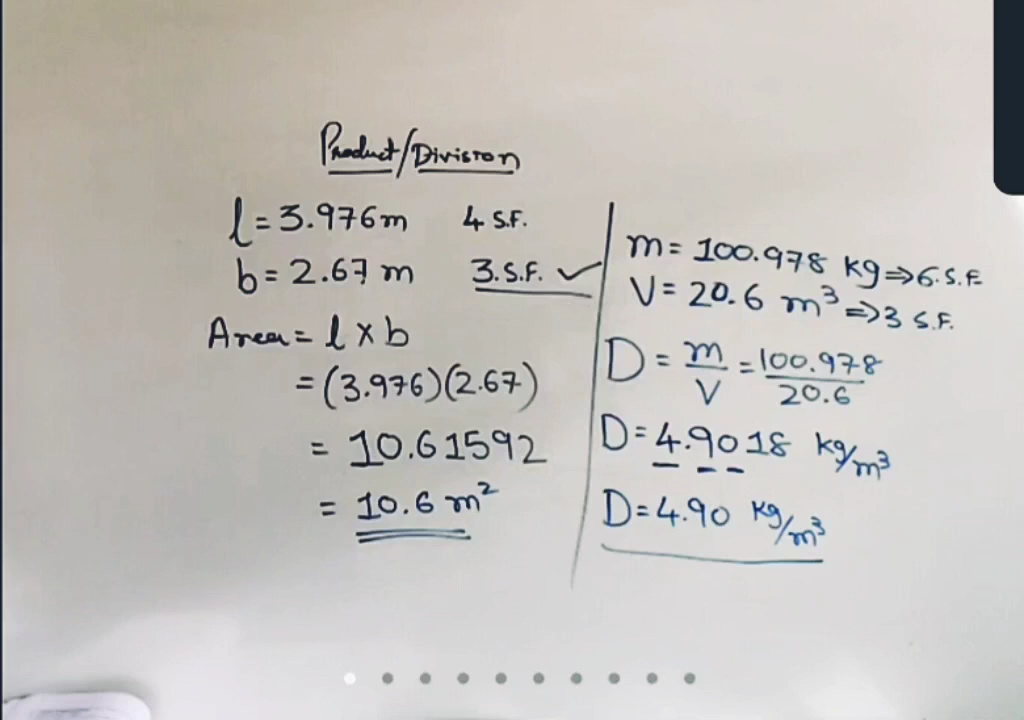 Product/Division
l = 3.976m 4 S.F.
b = 2.67 m 3.S.F. ✓
Area = l x b
= (3.976)(2.67)
= 10.61592
= 10.6 m²
m = 100.978 kg ⇒ 6.S.F.
V = 20.6 m³ ⇒ 3 S.F.
D = m/V = 100.978/20.6
D = 4.9018 kg/m³
D = 4.90 kg/m³